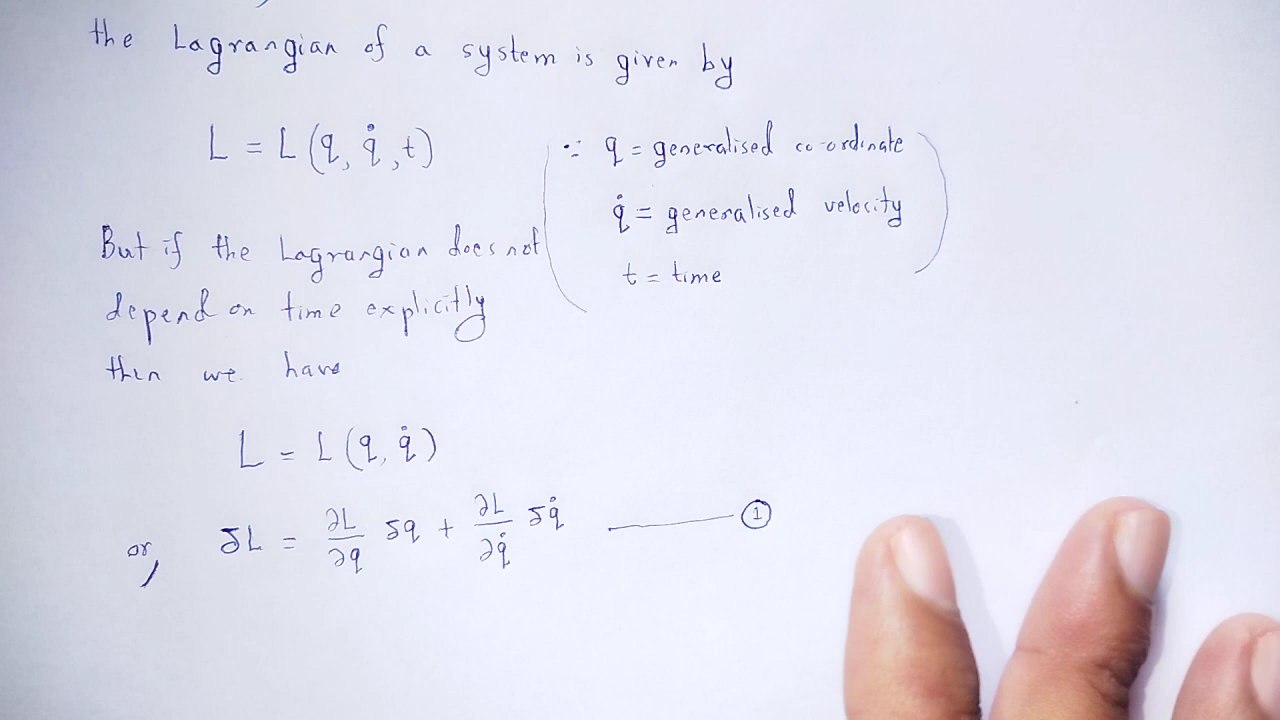 the Lagrangian of a system is given by
L = L(q, q̇, t)
(∵ q = generalised co-ordinate
q̇ = generalised velocity
t = time)
But if the Lagrangian does not
depend on time explicitly
then we have
L = L(q, q̇)
or, δL = ∂L/∂q δq + ∂L/∂q̇ δq̇ ——— ①